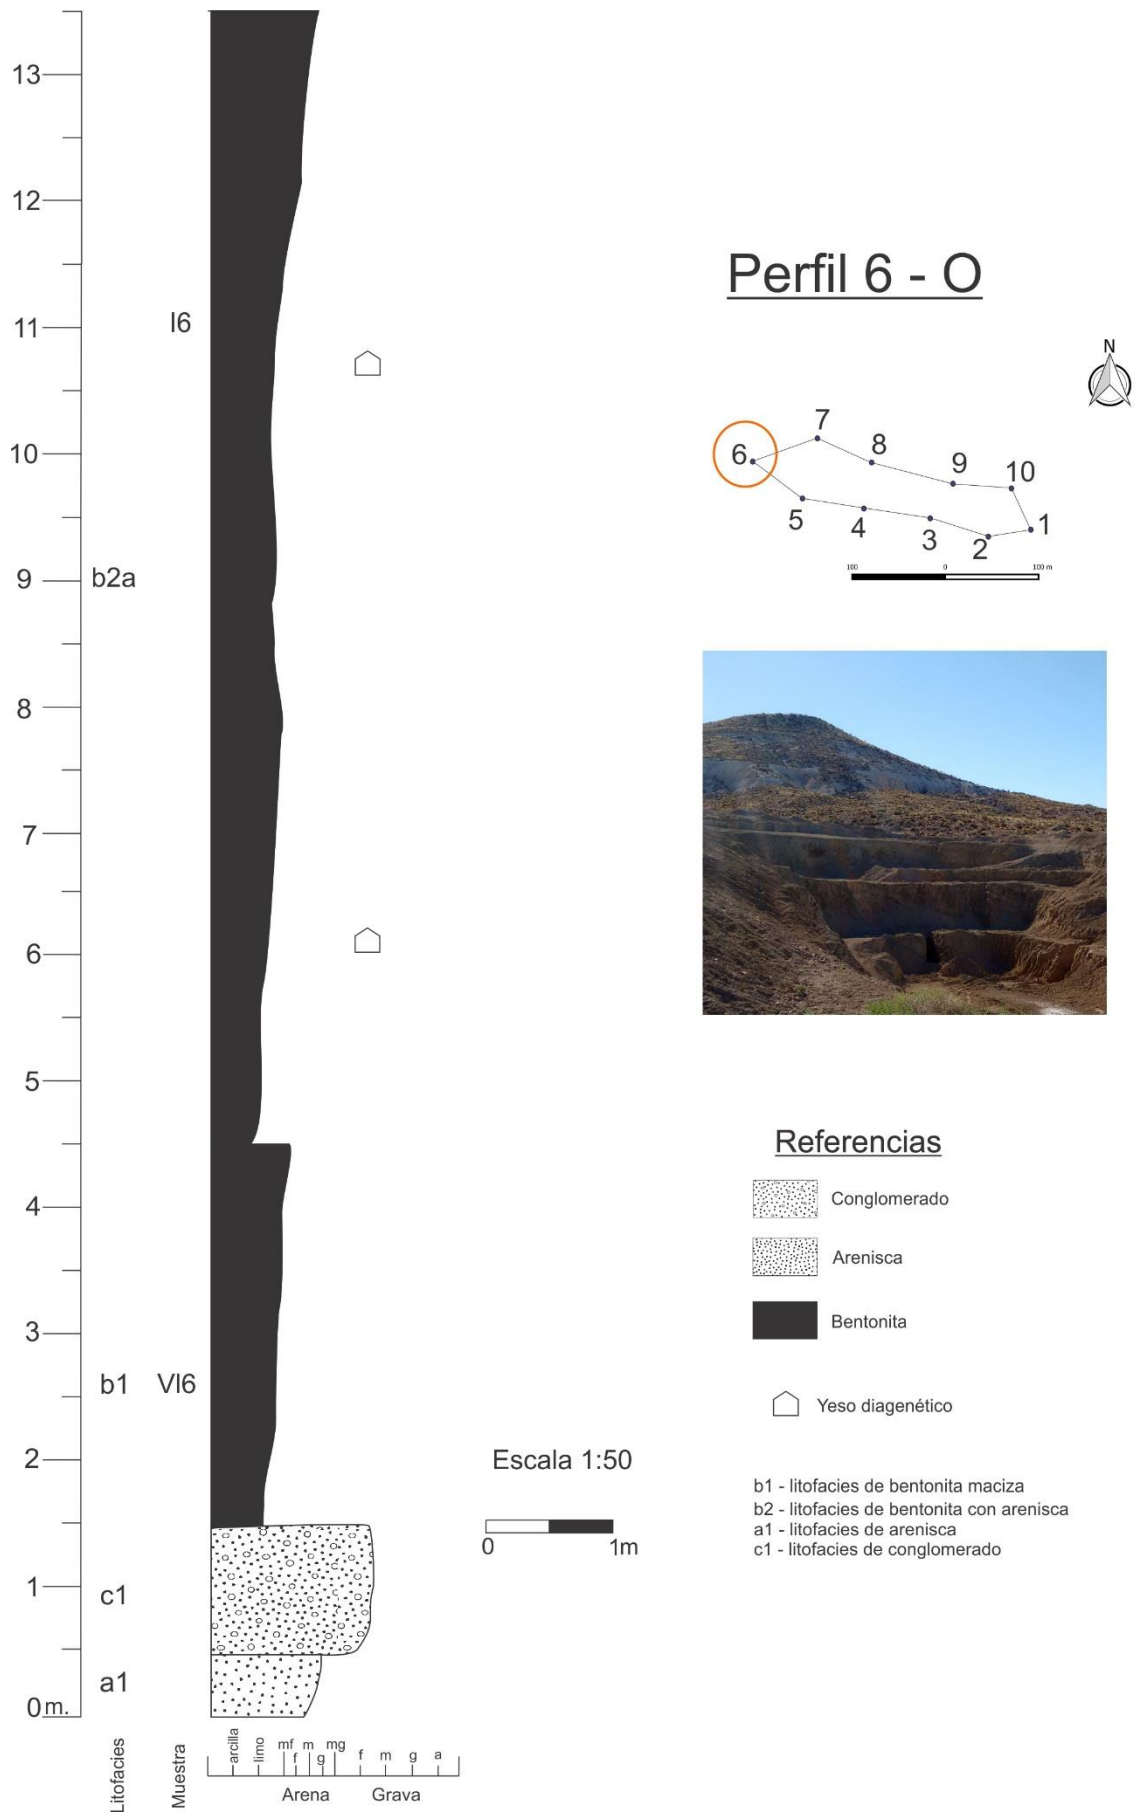 13
12
11
10
9
8
7
6
5
4
3
2
1
0 m.
I6
b2a
b1
VI6
c1
a1
Litofacies
Muestra
arcilla
limo
mf
f
m
g
mg
f
m
g
a
Arena
Grava
Escala 1:50
0
1m
Perfil 6 - O
N
7
6
8
9
10
5
4
3
2
1
100
0
100 m
Referencias
Conglomerado
Arenisca
Bentonita
Yeso diagenético
b1 - litofacies de bentonita maciza
b2 - litofacies de bentonita con arenisca
a1 - litofacies de arenisca
c1 - litofacies de conglomerado